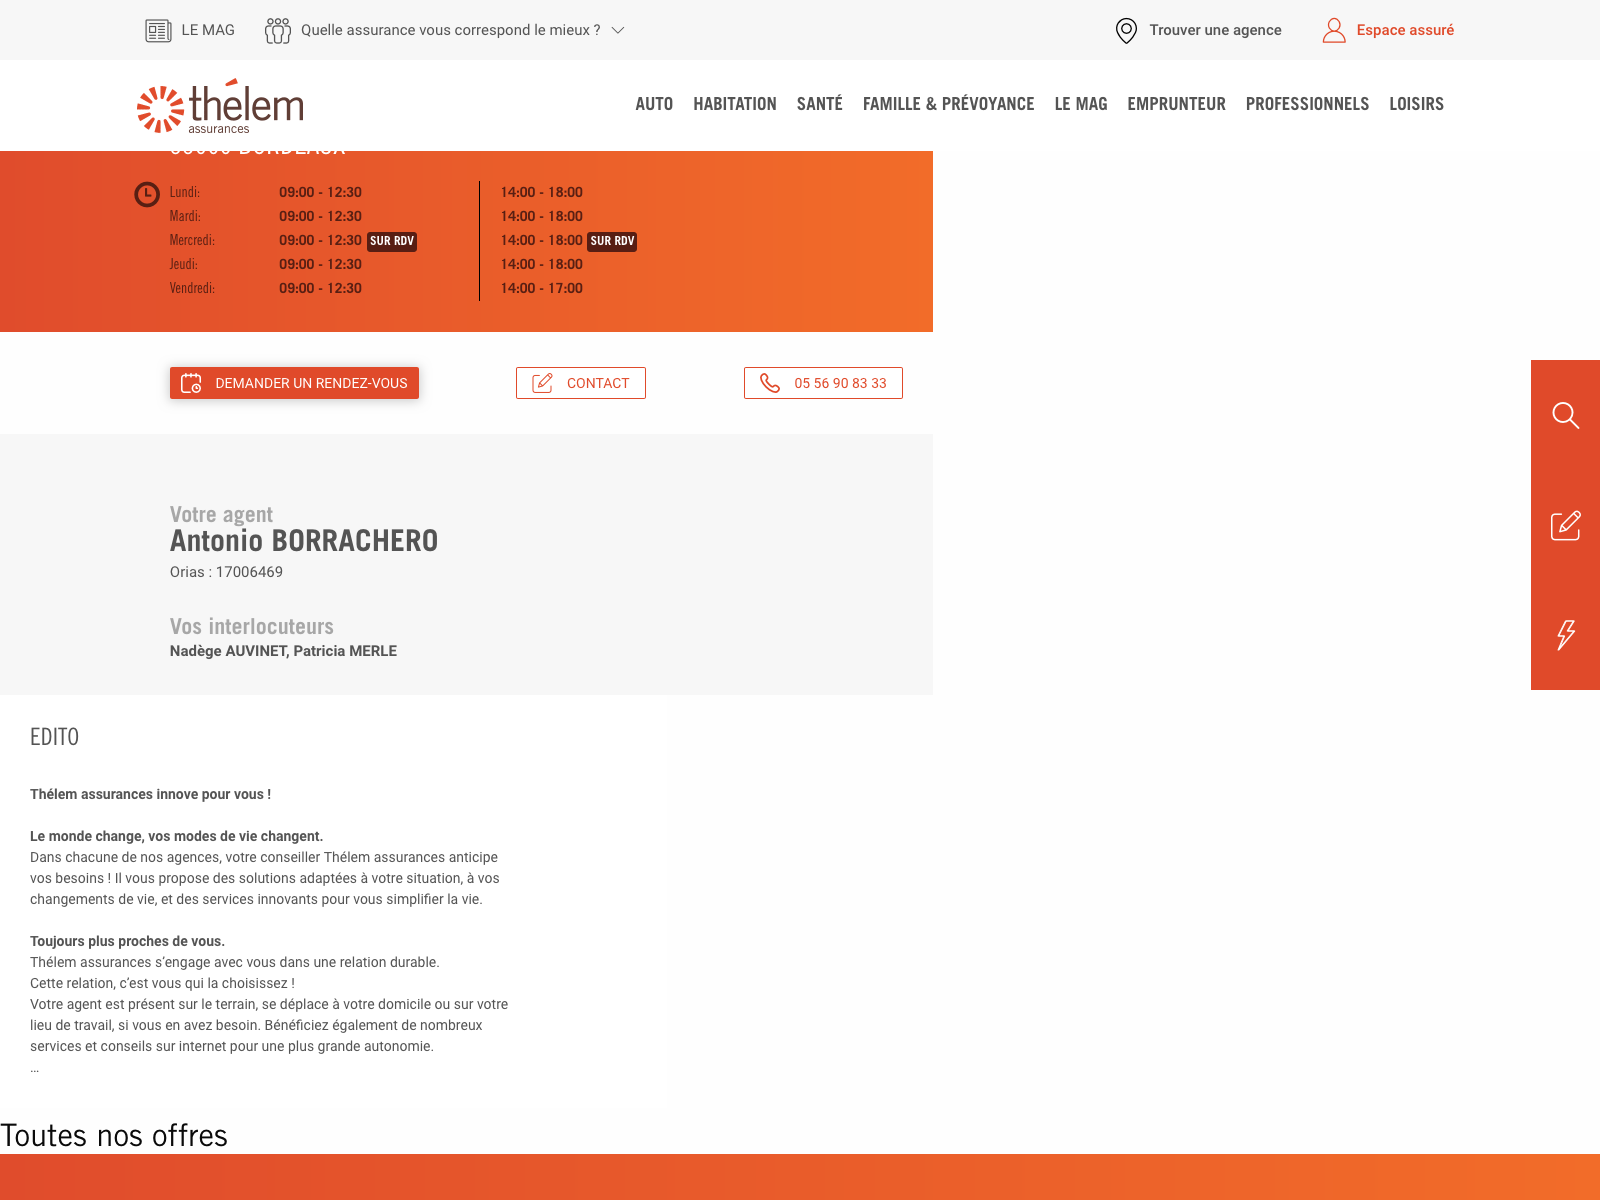 LE MAG
Quelle assurance vous correspond le mieux ?
Trouver une agence
Espace assuré
thélem
assurances
AUTO HABITATION SANTÉ FAMILLE & PRÉVOYANCE LE MAG EMPRUNTEUR PROFESSIONNELS LOISIRS
Lundi: 09:00 - 12:30 14:00 - 18:00
Mardi: 09:00 - 12:30 14:00 - 18:00
Mercredi: 09:00 - 12:30 SUR RDV 14:00 - 18:00 SUR RDV
Jeudi: 09:00 - 12:30 14:00 - 18:00
Vendredi: 09:00 - 12:30 14:00 - 17:00
DEMANDER UN RENDEZ-VOUS
CONTACT
05 56 90 83 33
Votre agent
Antonio BORRACHERO
Orias : 17006469
Vos interlocuteurs
Nadège AUVINET, Patricia MERLE
EDITO
Thélem assurances innove pour vous !
Le monde change, vos modes de vie changent.
Dans chacune de nos agences, votre conseiller Thélem assurances anticipe
vos besoins ! Il vous propose des solutions adaptées à votre situation, à vos
changements de vie, et des services innovants pour vous simplifier la vie.
Toujours plus proches de vous.
Thélem assurances s’engage avec vous dans une relation durable.
Cette relation, c’est vous qui la choisissez !
Votre agent est présent sur le terrain, se déplace à votre domicile ou sur votre
lieu de travail, si vous en avez besoin. Bénéficiez également de nombreux
services et conseils sur internet pour une plus grande autonomie.
...
Toutes nos offres